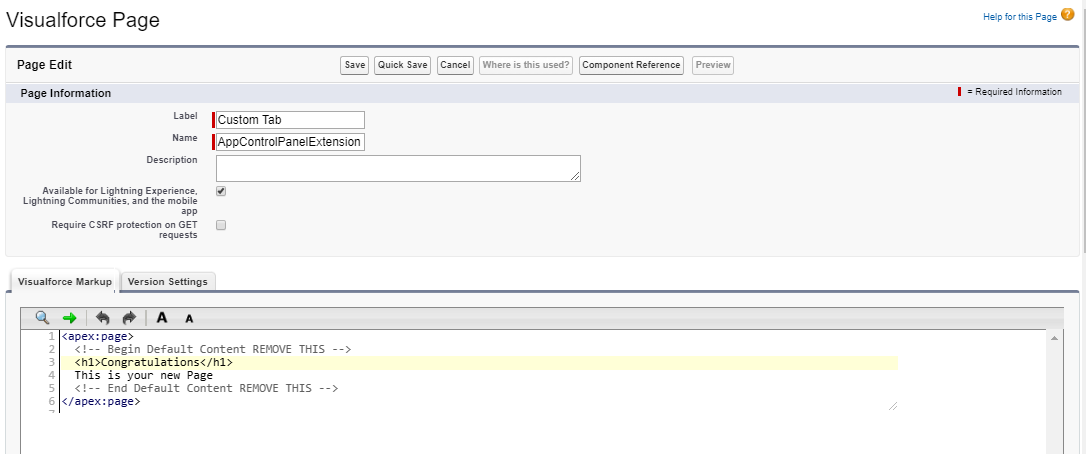 Visualforce Page
Help for this Page ?
Page Edit
Save Quick Save Cancel Where is this used? Component Reference Preview
Page Information
= Required Information
Label Custom Tab
Name AppControlPanelExtension
Description
Available for Lightning Experience,
Lightning Communities, and the mobile
app
Require CSRF protection on GET
requests
Visualforce Markup Version Settings
A A
1 <apex:page>
2 <!-- Begin Default Content REMOVE THIS -->
3 <h1>Congratulations</h1>
4 This is your new Page
5 <!-- End Default Content REMOVE THIS -->
6 </apex:page>
7